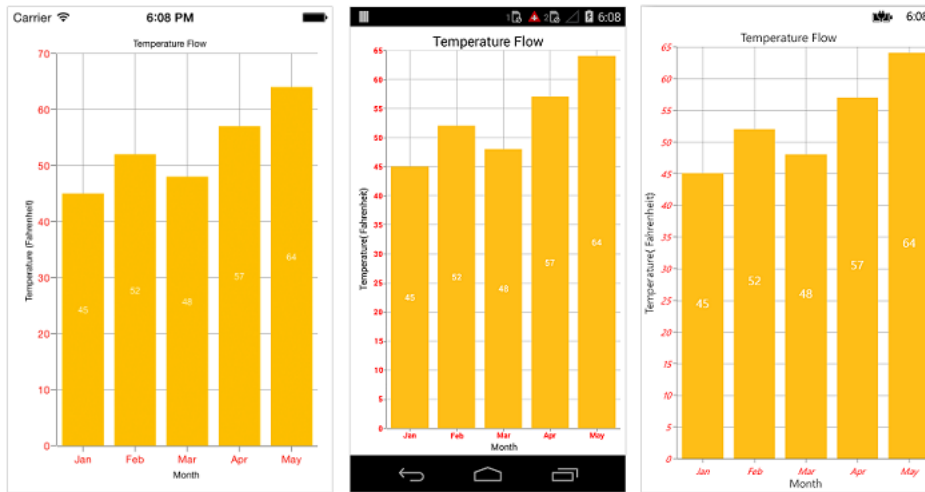 Carrier 6:08 PM
Temperature Flow
70
60
50
40
30
20
10
0
Temperature (Fahrenheit)
45 52 48 57 64
Jan Feb Mar Apr May
Month
1 2 6:08
Temperature Flow
65
60
55
50
45
40
35
30
25
20
15
10
5
0
Temperature( Fahrenheit)
45 52 48 57 64
Jan Feb Mar Apr May
Month
6:08
Temperature Flow
65
60
55
50
45
40
35
30
25
20
15
10
5
0
Temperature( Fahrenheit)
45 52 48 57 64
Jan Feb Mar Apr May
Month